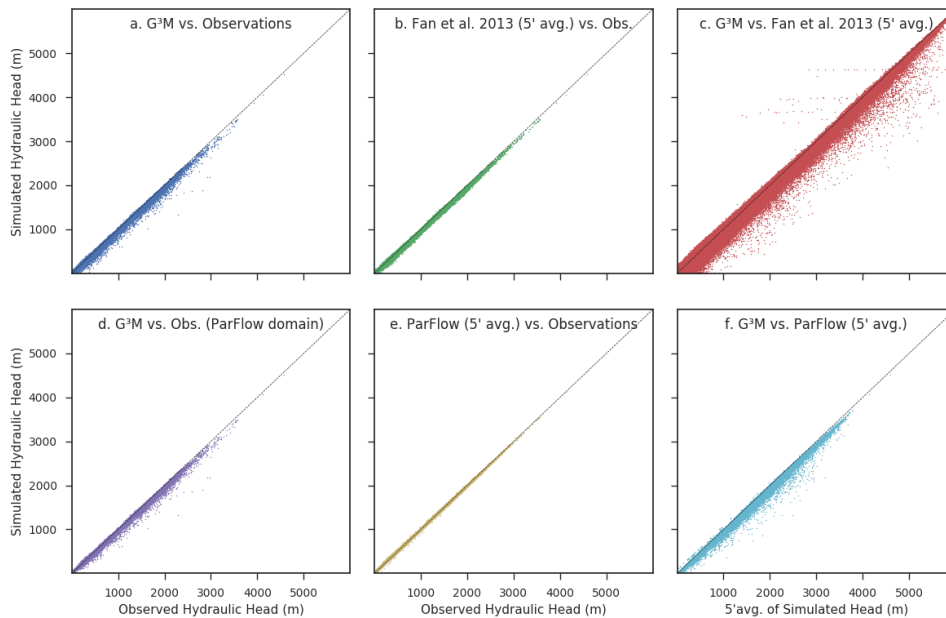 a. G³M vs. Observations
b. Fan et al. 2013 (5' avg.) vs. Obs.
c. G³M vs. Fan et al. 2013 (5' avg.)
Simulated Hydraulic Head (m)
5000
4000
3000
2000
1000
d. G³M vs. Obs. (ParFlow domain)
e. ParFlow (5' avg.) vs. Observations
f. G³M vs. ParFlow (5' avg.)
Simulated Hydraulic Head (m)
5000
4000
3000
2000
1000
1000 2000 3000 4000 5000
1000 2000 3000 4000 5000
1000 2000 3000 4000 5000
Observed Hydraulic Head (m)
Observed Hydraulic Head (m)
5'avg. of Simulated Head (m)